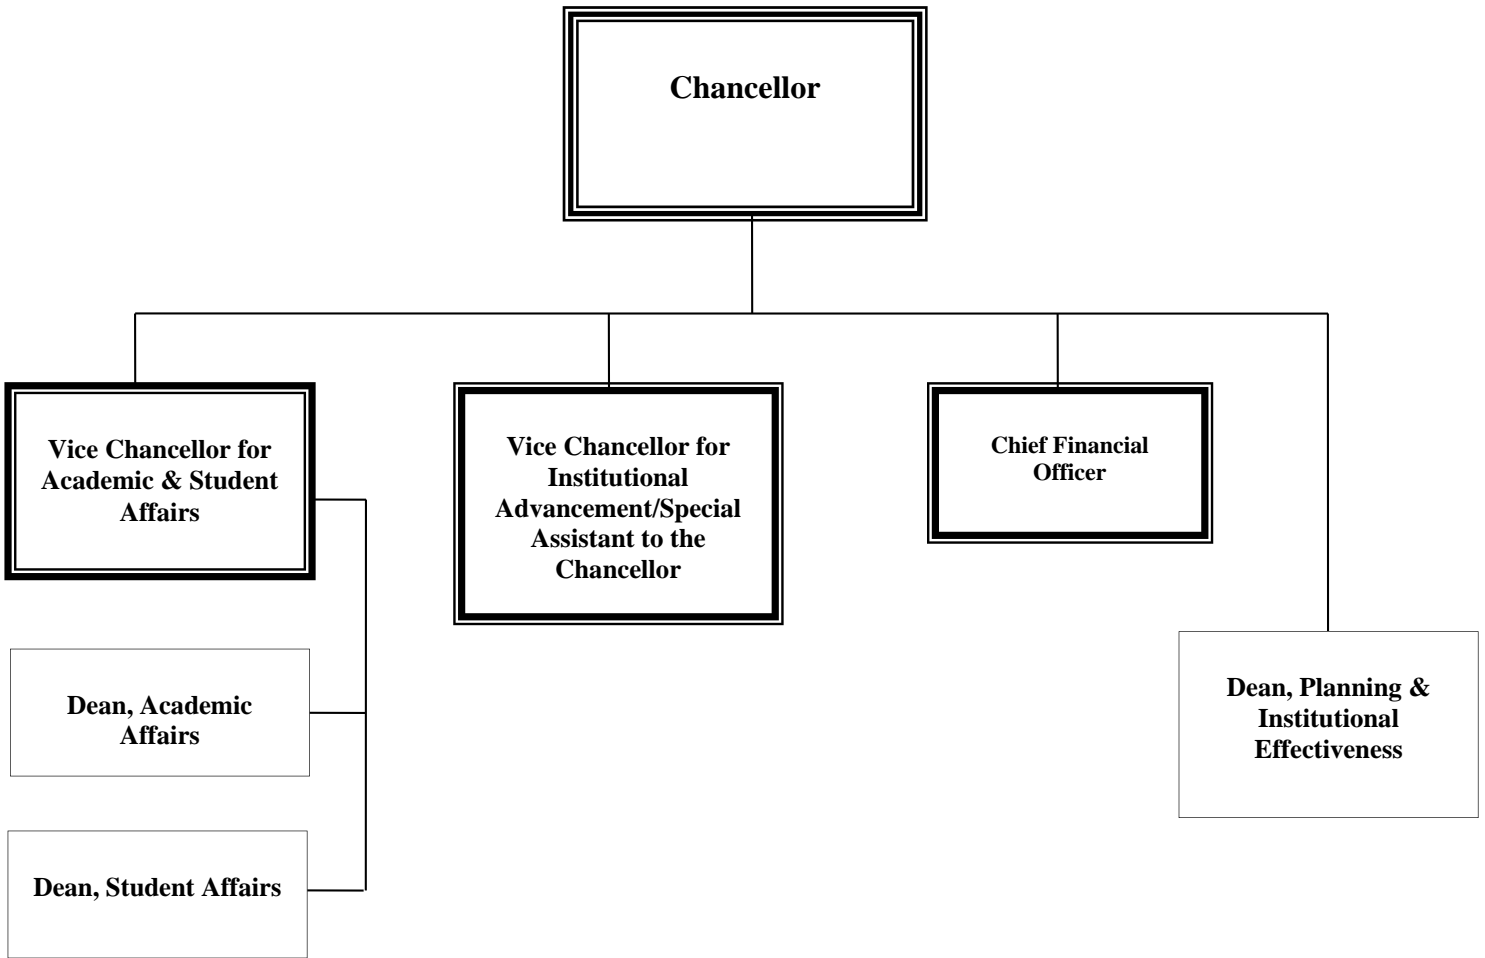 Chancellor
Vice Chancellor for
Academic & Student
Affairs
Vice Chancellor for
Institutional
Advancement/Special
Assistant to the
Chancellor
Chief Financial
Officer
Dean, Planning &
Institutional
Effectiveness
Dean, Academic
Affairs
Dean, Student Affairs